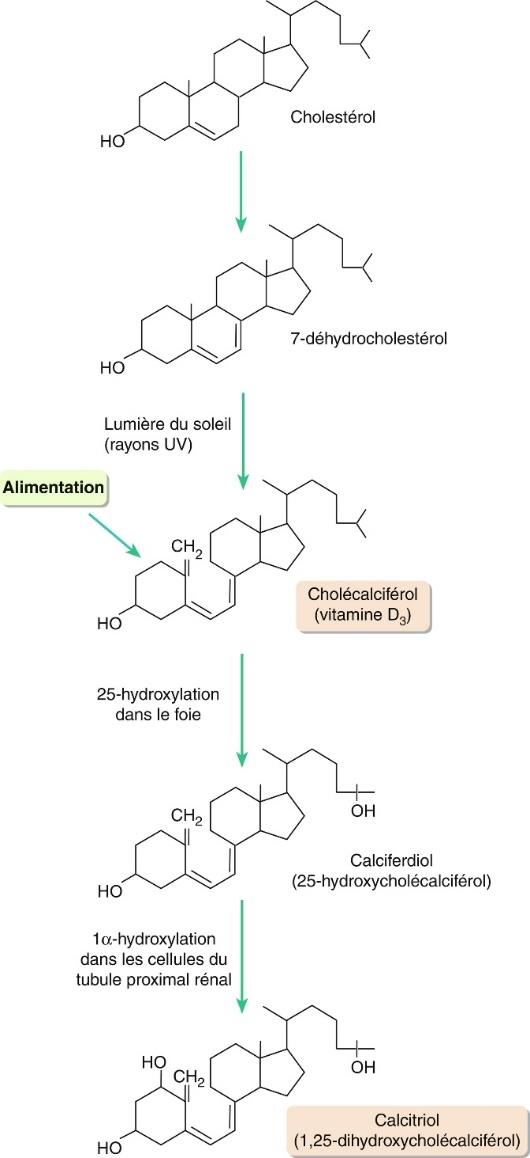 HO
Cholestérol
HO
7-déhydrocholestérol
Lumière du soleil
(rayons UV)
Alimentation
CH₂
HO
Cholécalciférol
(vitamine D₃)
25-hydroxylation
dans le foie
CH₂
OH
HO
Calciferdiol
(25-hydroxycholécalciférol)
1α-hydroxylation
dans les cellules du
tubule proximal rénal
HO
CH₂
OH
HO
Calcitriol
(1,25-dihydroxycholécalciférol)